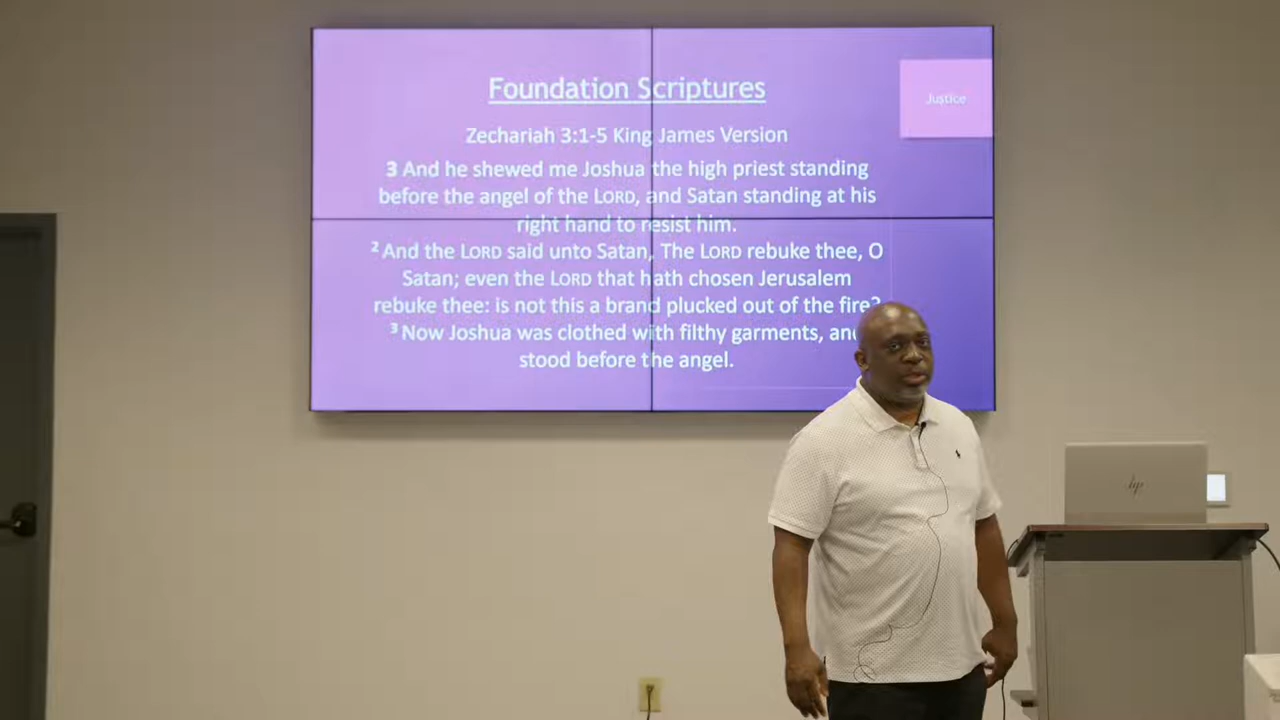 Foundation Scriptures
Justice
Zechariah 3:1-5 King James Version
3 And he shewed me Joshua the high priest standing
before the angel of the LORD, and Satan standing at his
right hand to resist him.
2 And the LORD said unto Satan, The LORD rebuke thee, O
Satan; even the LORD that hath chosen Jerusalem
rebuke thee: is not this a brand plucked out of the fire?
3 Now Joshua was clothed with filthy garments, and
stood before the angel.
hp